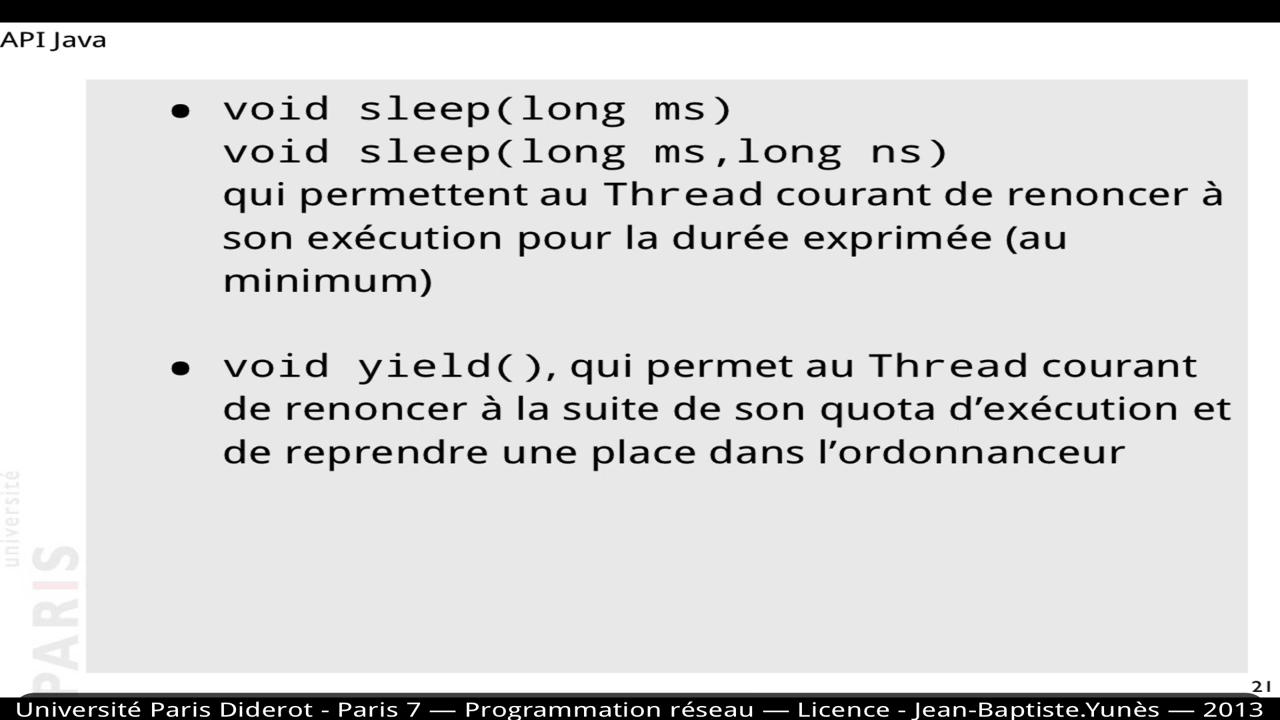 API Java
• void sleep(long ms)
void sleep(long ms,long ns)
qui permettent au Thread courant de renoncer à
son exécution pour la durée exprimée (au
minimum)
• void yield(), qui permet au Thread courant
de renoncer à la suite de son quota d’exécution et
de reprendre une place dans l’ordonnanceur
université
PARIS
21
Université Paris Diderot - Paris 7 — Programmation réseau — Licence - Jean-Baptiste.Yunès — 2013